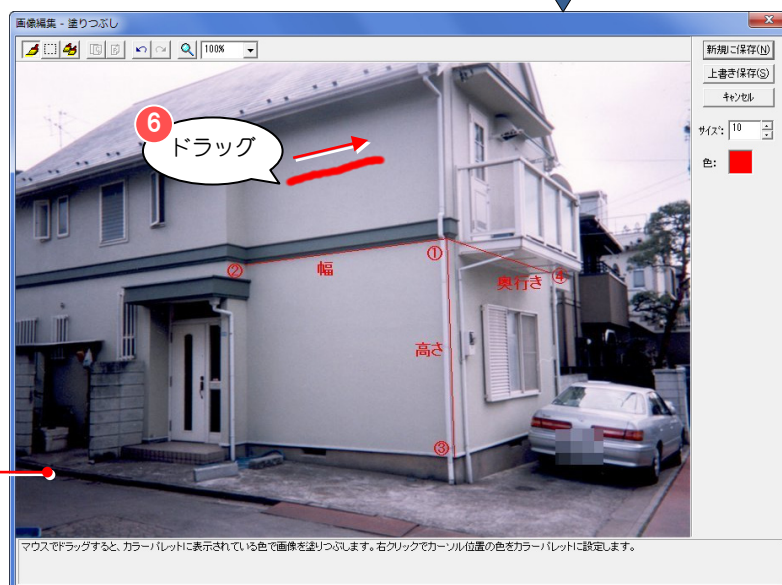 画像編集 - 塗りつぶし
100%
新規に保存(N)
上書き保存(S)
キャンセル
サイズ: 10
色:
6
ドラッグ
①
②
幅
奥行き
④
高さ
③
マウスでドラッグすると、カラーパレットに表示されている色で画像を塗りつぶします。右クリックでカーソル位置の色をカラーパレットに設定します。